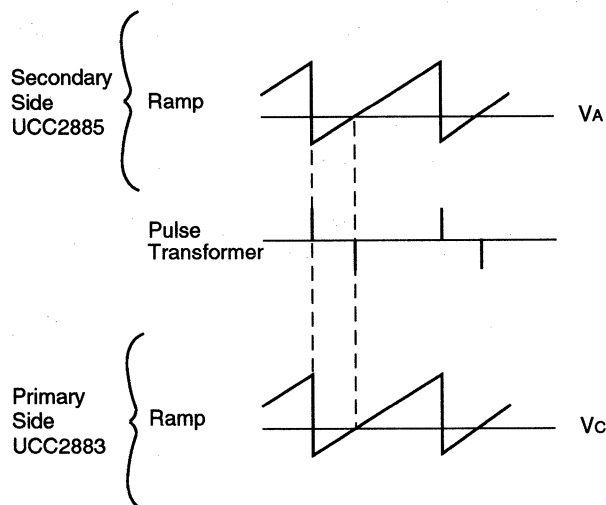 Secondary
Side
UCC2885
Ramp
VA
Pulse
Transformer
Primary
Side
UCC2883
Ramp
VC